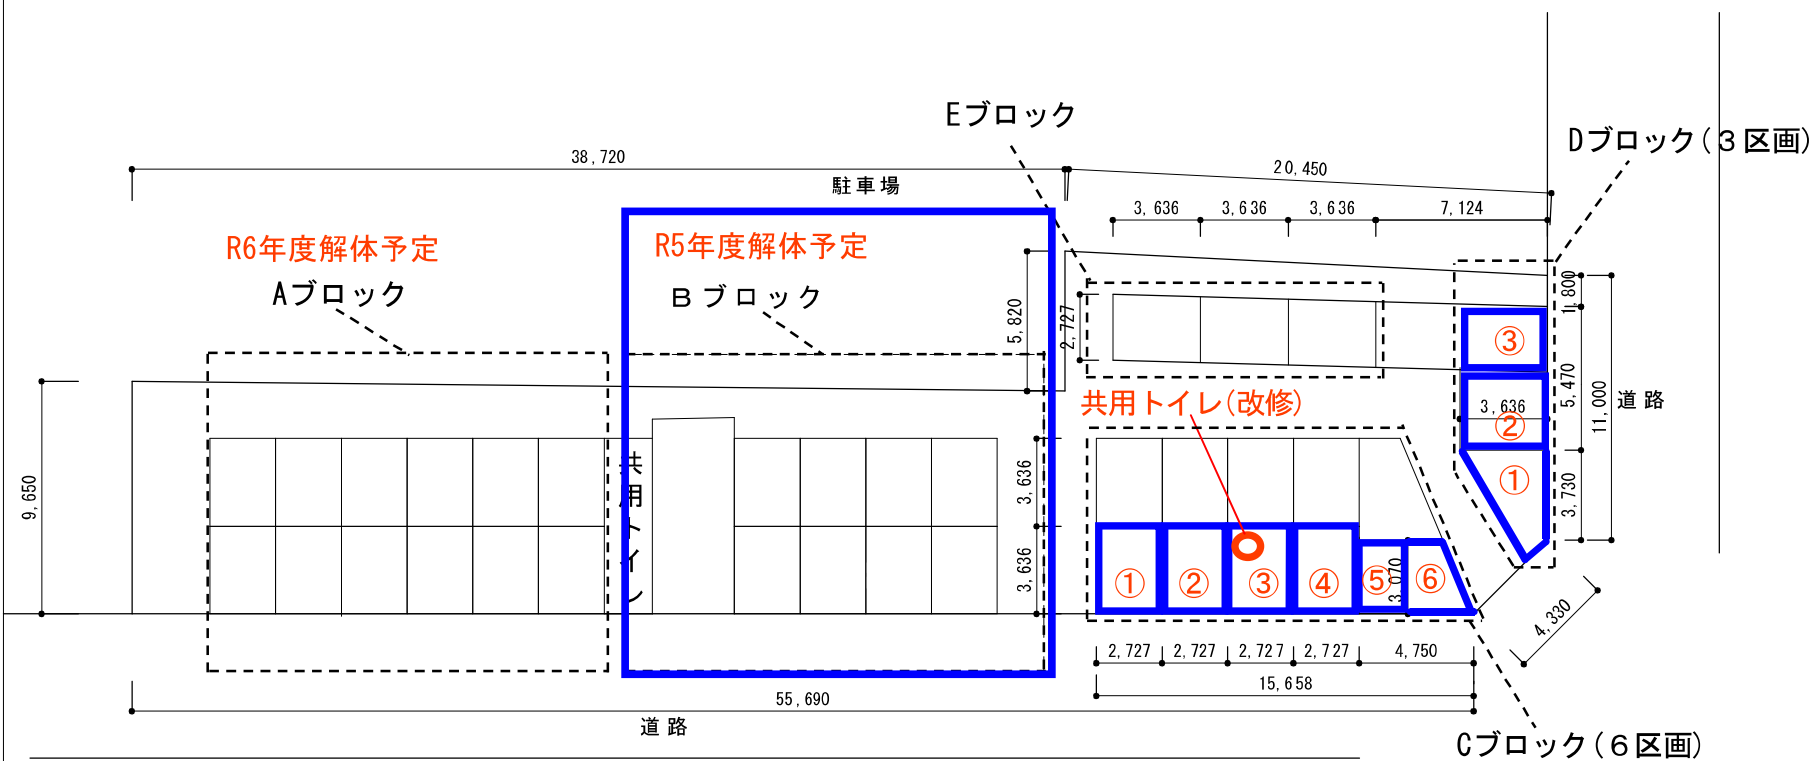 Eブロック
Dブロック(3区画)
38,720
20,450
駐車場
3,636
3,636
3,636
7,124
R6年度解体予定
R5年度解体予定
Aブロック
Bブロック
5,820
2,727
1,800
③
5,470
11,000
道路
共用トイレ(改修)
3,636
②
①
3,730
9,650
共用トイレ
3,636
3,636
①
②
③
④
⑤
3,070
⑥
4,330
2,727
2,727
2,727
2,727
4,750
15,658
55,690
道路
Cブロック(6区画)